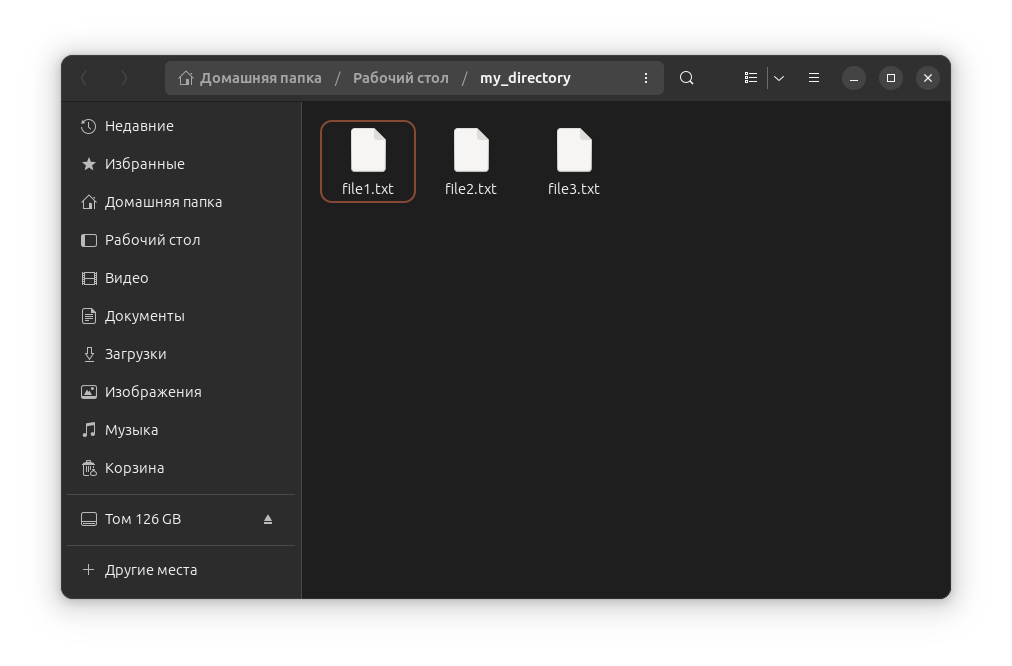 Домашняя папка / Рабочий стол / my_directory
Недавние
Избранные
Домашняя папка
Рабочий стол
Видео
Документы
Загрузки
Изображения
Музыка
Корзина
Том 126 GB
Другие места
file1.txt file2.txt file3.txt